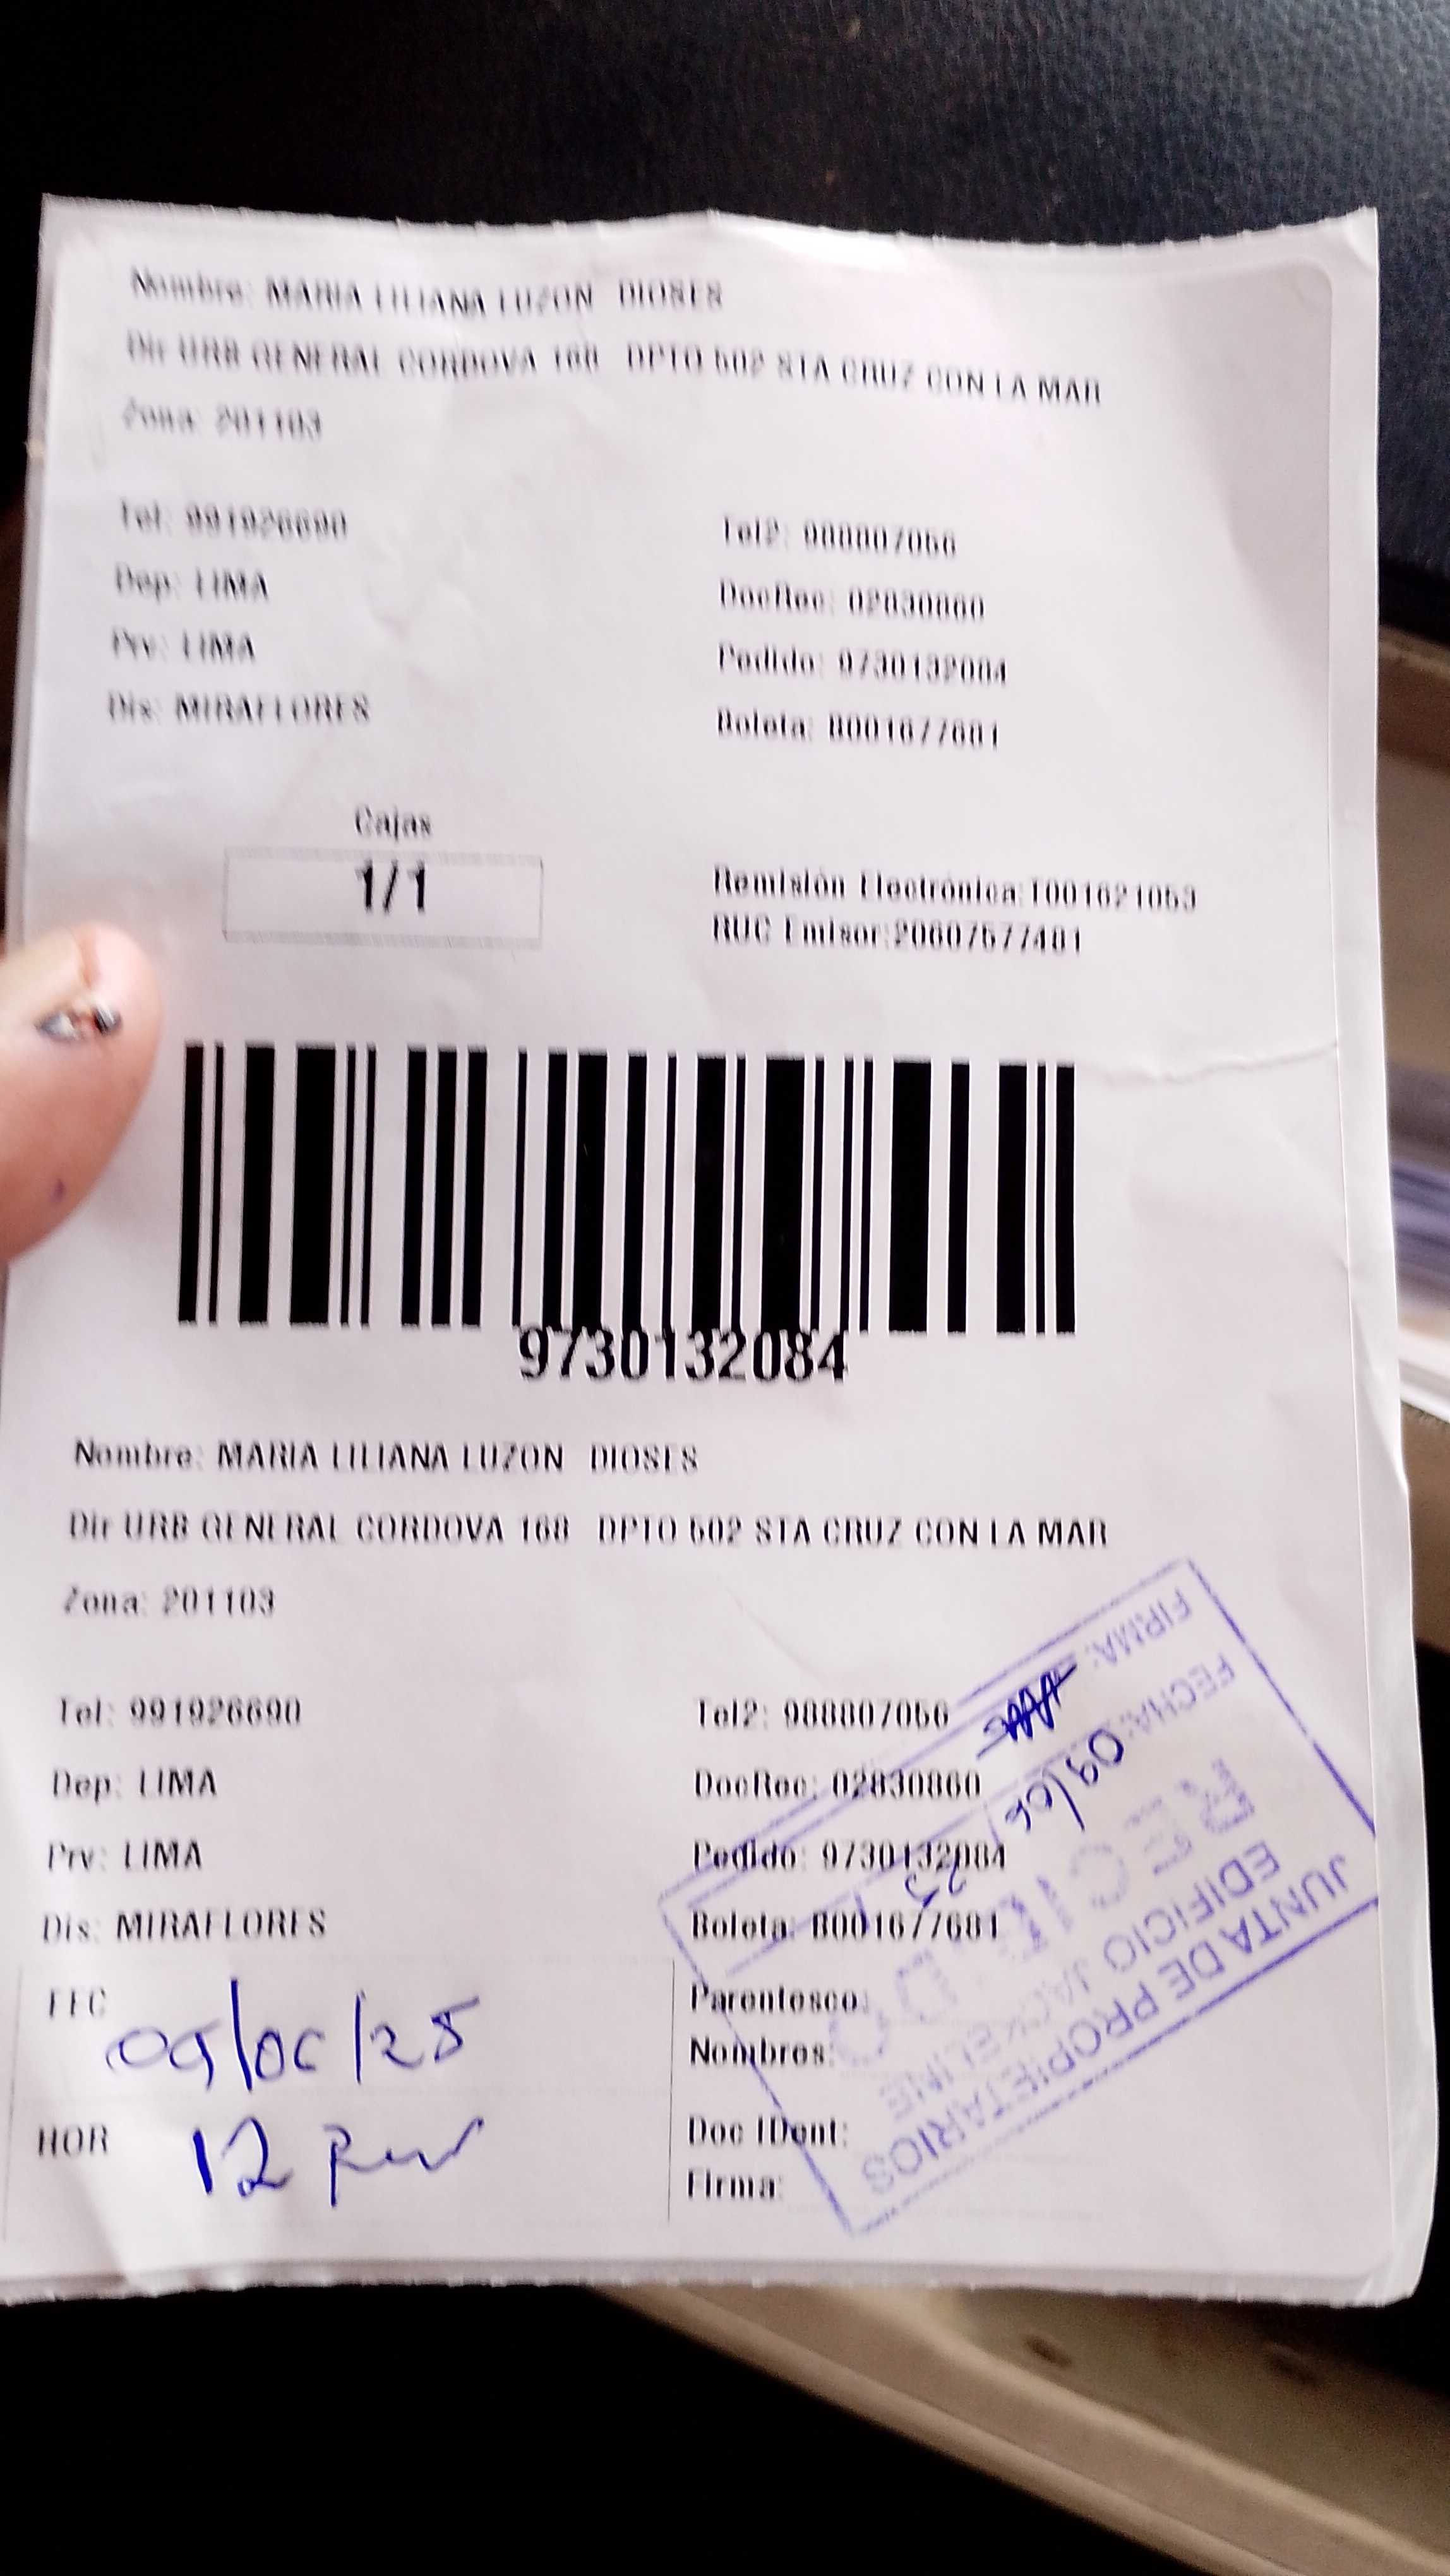 Nombre: MARIA LILIANA LUZON DIOSES
Dir URB GENERAL CORDOVA 168 DPTO 502 STA CRUZ CON LA MAR
Zona: 201103
Tel: 991926690 Tel2: 988807056
Dep: LIMA DocRec: 02830860
Prv: LIMA Pedido: 9730132084
Dis: MIRAFLORES Boleta: B001677681
Cajas
1/1
Remisión Electrónica:T001621053
RUC Emisor:20607577481
9730132084
Nombre: MARIA LILIANA LUZON DIOSES
Dir URB GENERAL CORDOVA 168 DPTO 502 STA CRUZ CON LA MAR
Zona: 201103
Tel: 991926690 Tel2: 988807056
Dep: LIMA DocRec: 02830860
Prv: LIMA Pedido: 9730132084
Dis: MIRAFLORES Boleta: B001677681
FEC 09/06/25
HOR 12 pm
Parentesco:
Nombres:
Doc IDent:
Firma:
JUNTA DE PROPIETARIOS
EDIFICIO JACKELINE
RECIBIDO
FECHA: 09/06/25
FIRMA: